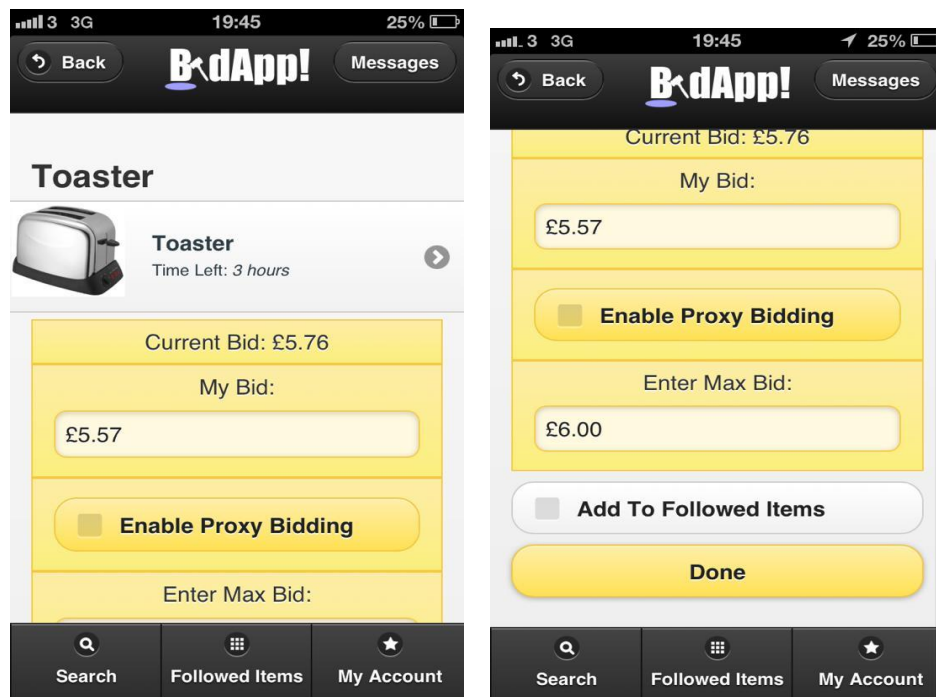 3 3G 19:45 25%
Back BidApp! Messages
Toaster
Toaster
Time Left: 3 hours
Current Bid: £5.76
My Bid:
£5.57
Enable Proxy Bidding
Enter Max Bid:
Search Followed Items My Account
3 3G 19:45 25%
Back BidApp! Messages
Current Bid: £5.76
My Bid:
£5.57
Enable Proxy Bidding
Enter Max Bid:
£6.00
Add To Followed Items
Done
Search Followed Items My Account